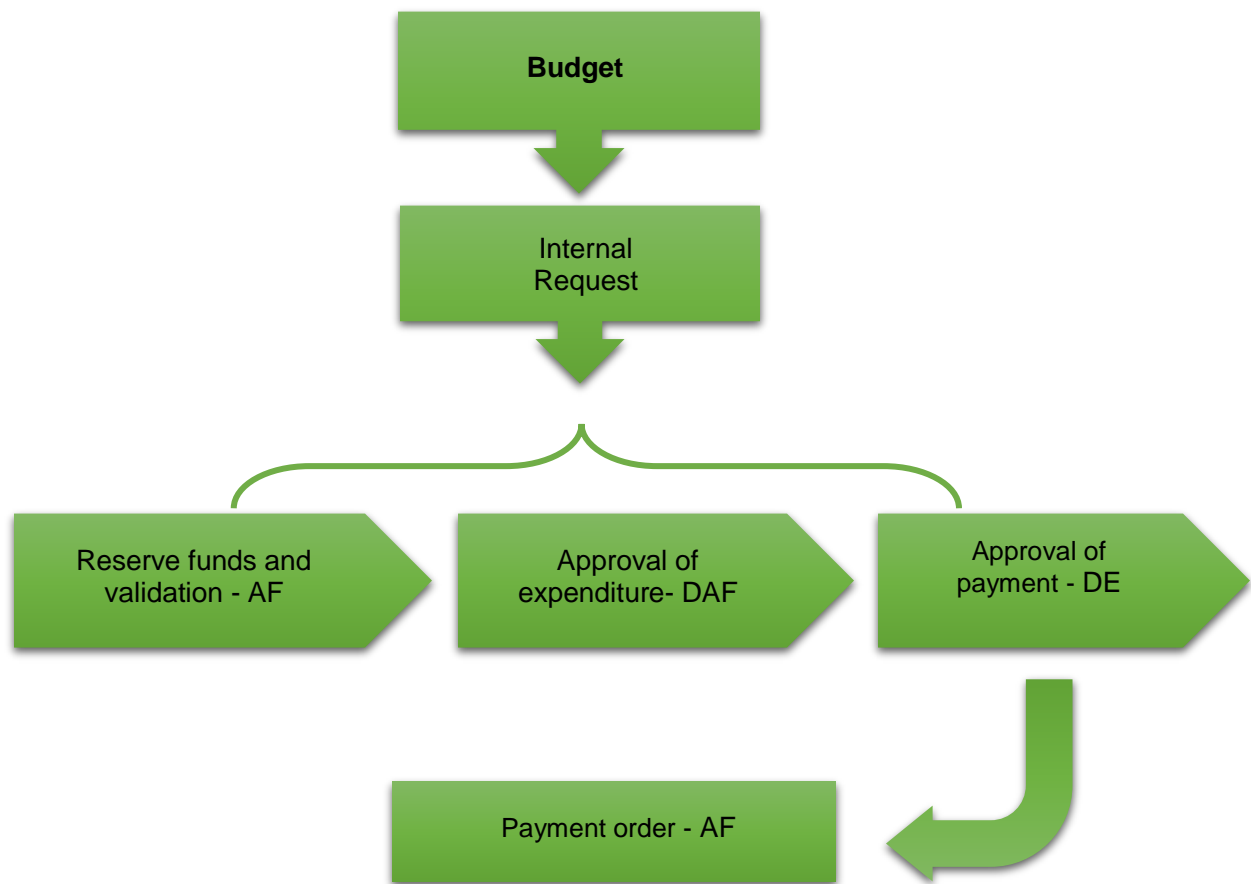 Budget
Internal
Request
Reserve funds and
validation - AF
Approval of
expenditure- DAF
Approval of
payment - DE
Payment order - AF